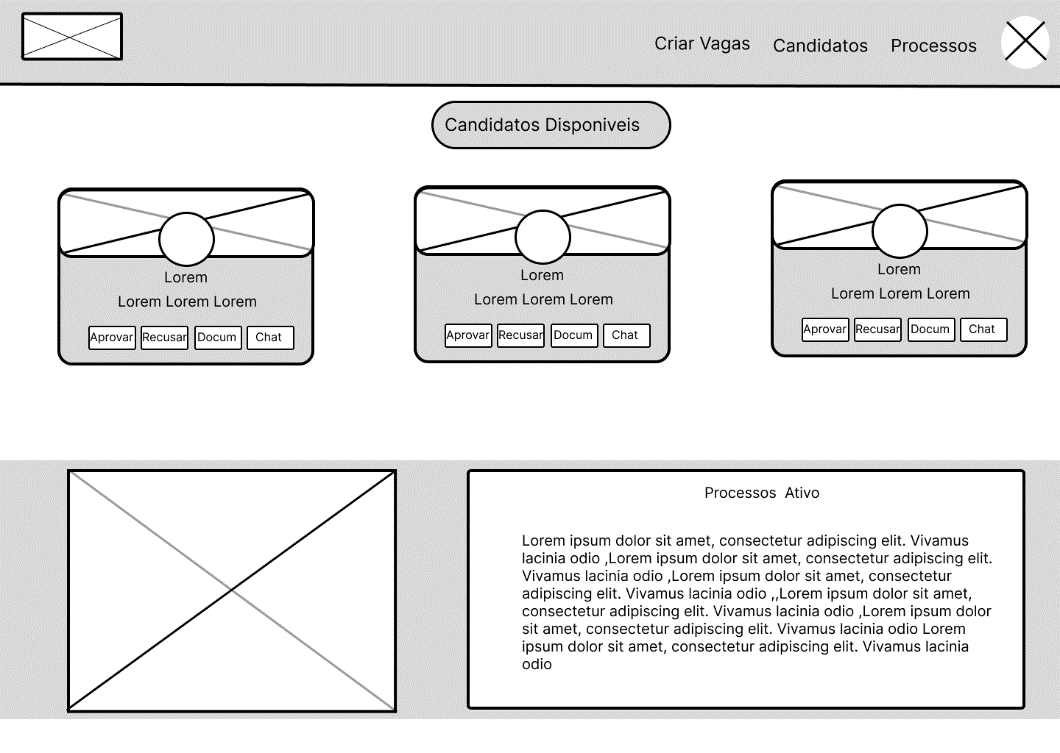 Criar Vagas
Candidatos
Processos
Candidatos Disponiveis
Lorem
Lorem Lorem Lorem
Aprovar
Recusar
Docum
Chat
Lorem
Lorem Lorem Lorem
Aprovar
Recusar
Docum
Chat
Lorem
Lorem Lorem Lorem
Aprovar
Recusar
Docum
Chat
Processos  Ativo
Lorem ipsum dolor sit amet, consectetur adipiscing elit. Vivamus
lacinia odio ,Lorem ipsum dolor sit amet, consectetur adipiscing elit.
Vivamus lacinia odio ,Lorem ipsum dolor sit amet, consectetur
adipiscing elit. Vivamus lacinia odio ,,Lorem ipsum dolor sit amet,
consectetur adipiscing elit. Vivamus lacinia odio ,Lorem ipsum dolor
sit amet, consectetur adipiscing elit. Vivamus lacinia odio Lorem
ipsum dolor sit amet, consectetur adipiscing elit. Vivamus lacinia
odio